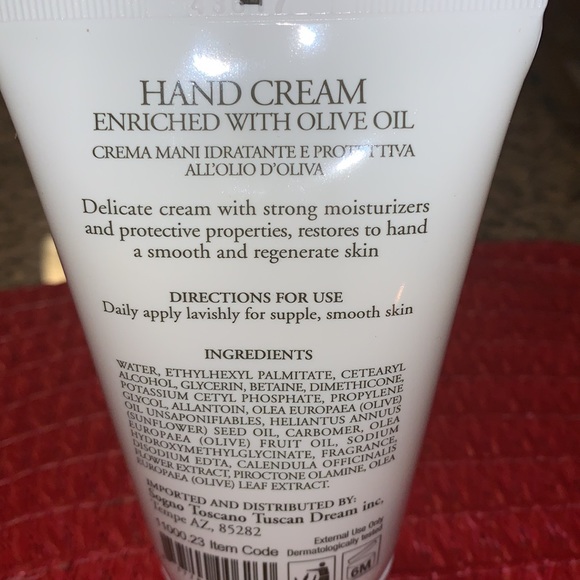 HAND CREAM
ENRICHED WITH OLIVE OIL
CREMA MANI IDRATANTE E PROTETTIVA
ALL'OLIO D'OLIVA
Delicate cream with strong moisturizers
and protective properties, restores to hand
a smooth and regenerate skin
DIRECTIONS FOR USE
Daily apply lavishly for supple, smooth skin
INGREDIENTS
WATER, ETHYLHEXYL PALMITATE, CETEARYL
ALCOHOL, GLYCERIN, BETAINE, DIMETHICONE,
POTASSIUM CETYL PHOSPHATE, PROPYLENE
GLYCOL, ALLANTOIN, OLEA EUROPAEA (OLIVE)
OIL UNSAPONIFIABLES, HELIANTHUS ANNUUS
(SUNFLOWER) SEED OIL, CARBOMER, OLEA
EUROPAEA (OLIVE) FRUIT OIL, SODIUM
HYDROXYMETHYLGLYCINATE, FRAGRANCE,
DISODIUM EDTA, CALENDULA OFFICINALIS
FLOWER EXTRACT, PIROCTONE OLAMINE, OLEA
EUROPAEA (OLIVE) LEAF EXTRACT.
IMPORTED AND DISTRIBUTED BY:
Sogno Toscano Tuscan Dream inc.
Tempe AZ, 85282
11000.23 Item Code
External Use Only
Dermatologically tested
6M